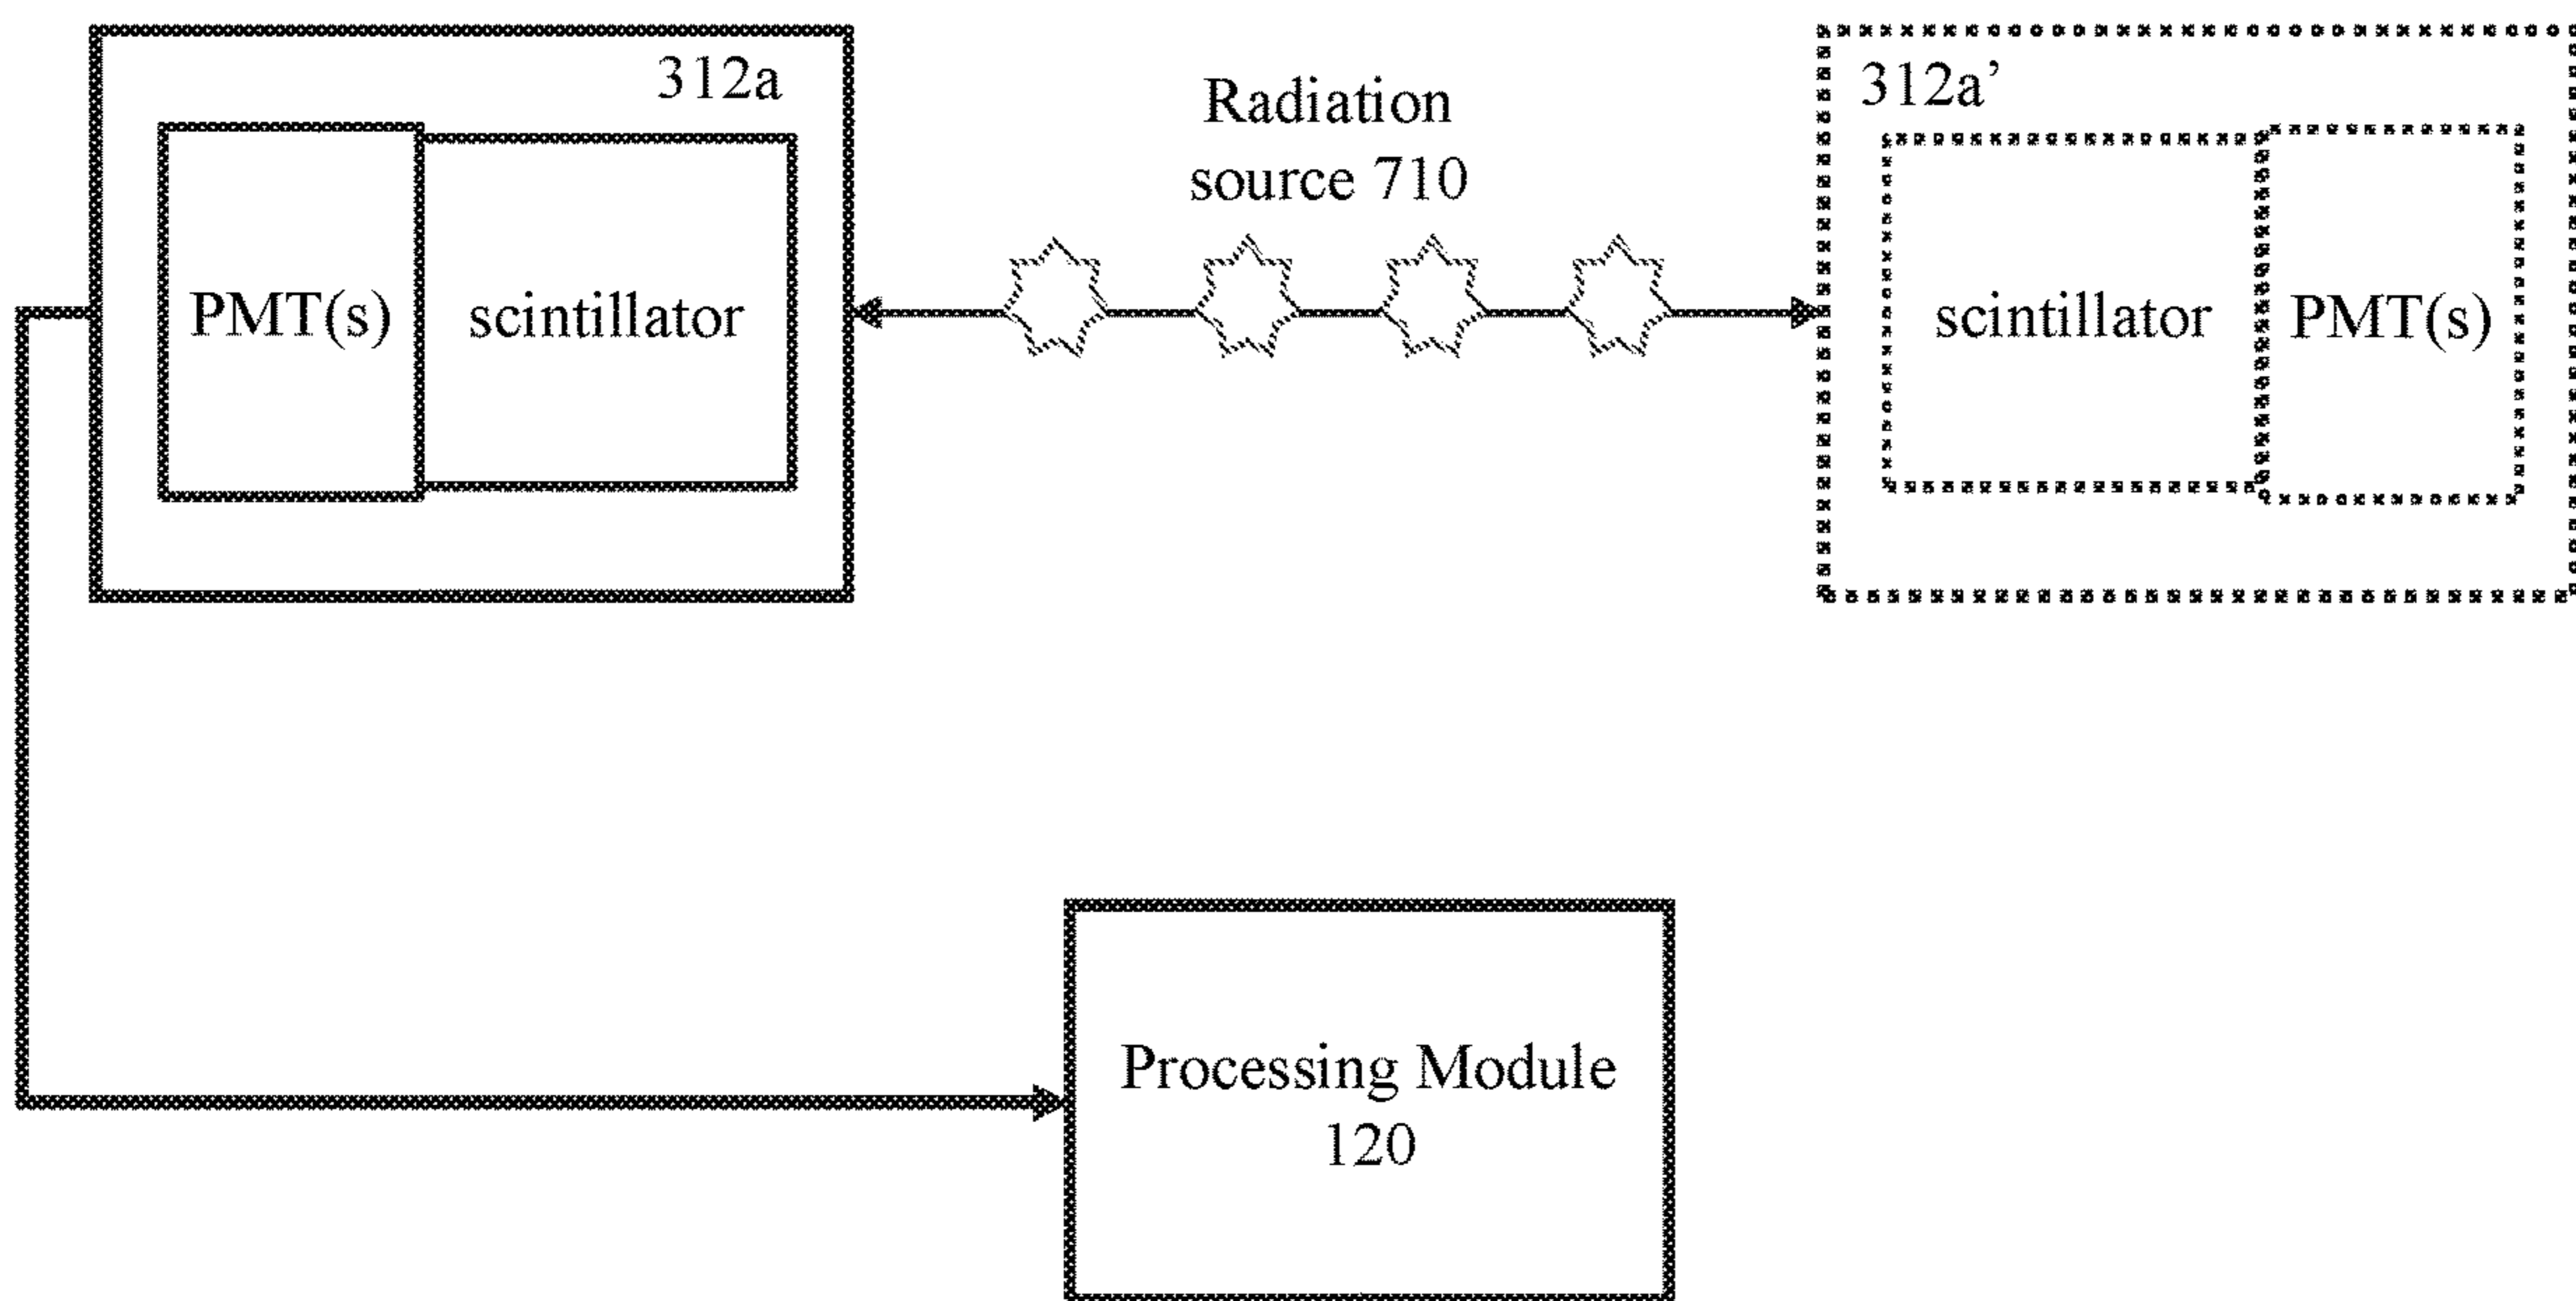 312a
PMT(s)
scintillator
Radiation
source 710
312a’
scintillator
PMT(s)
Processing Module
120